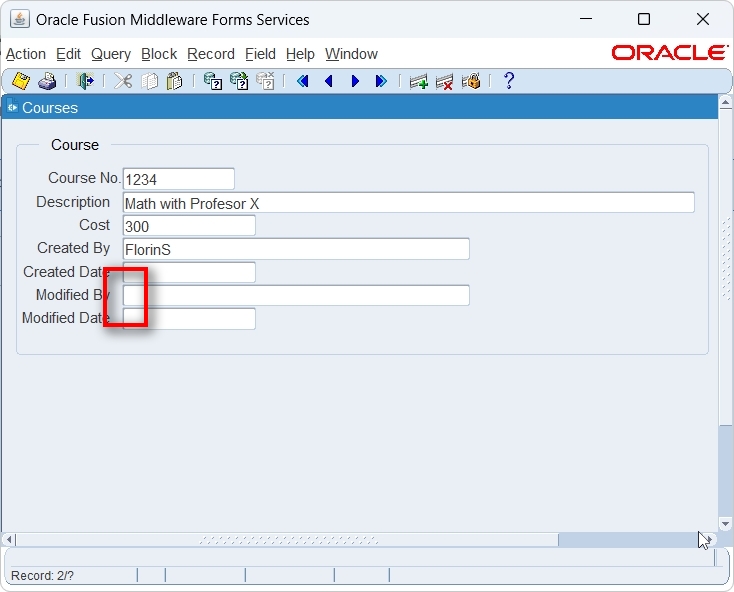 Oracle Fusion Middleware Forms Services
Action Edit Query Block Record Field Help Window
ORACLE
Courses
Course
Course No. 1234
Description Math with Profesor X
Cost 300
Created By FlorinS
Created Date
Modified By
Modified Date
Record: 2/?